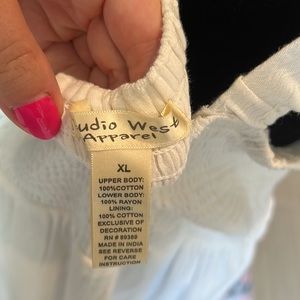 udio West
Apparel
XL
UPPER BODY:
100%COTTON
LOWER BODY:
100% RAYON
LINING:
100% COTTON
EXCLUSIVE OF
DECORATION
RN # 89389
MADE IN INDIA
SEE REVERSE
FOR CARE
INSTRUCTION